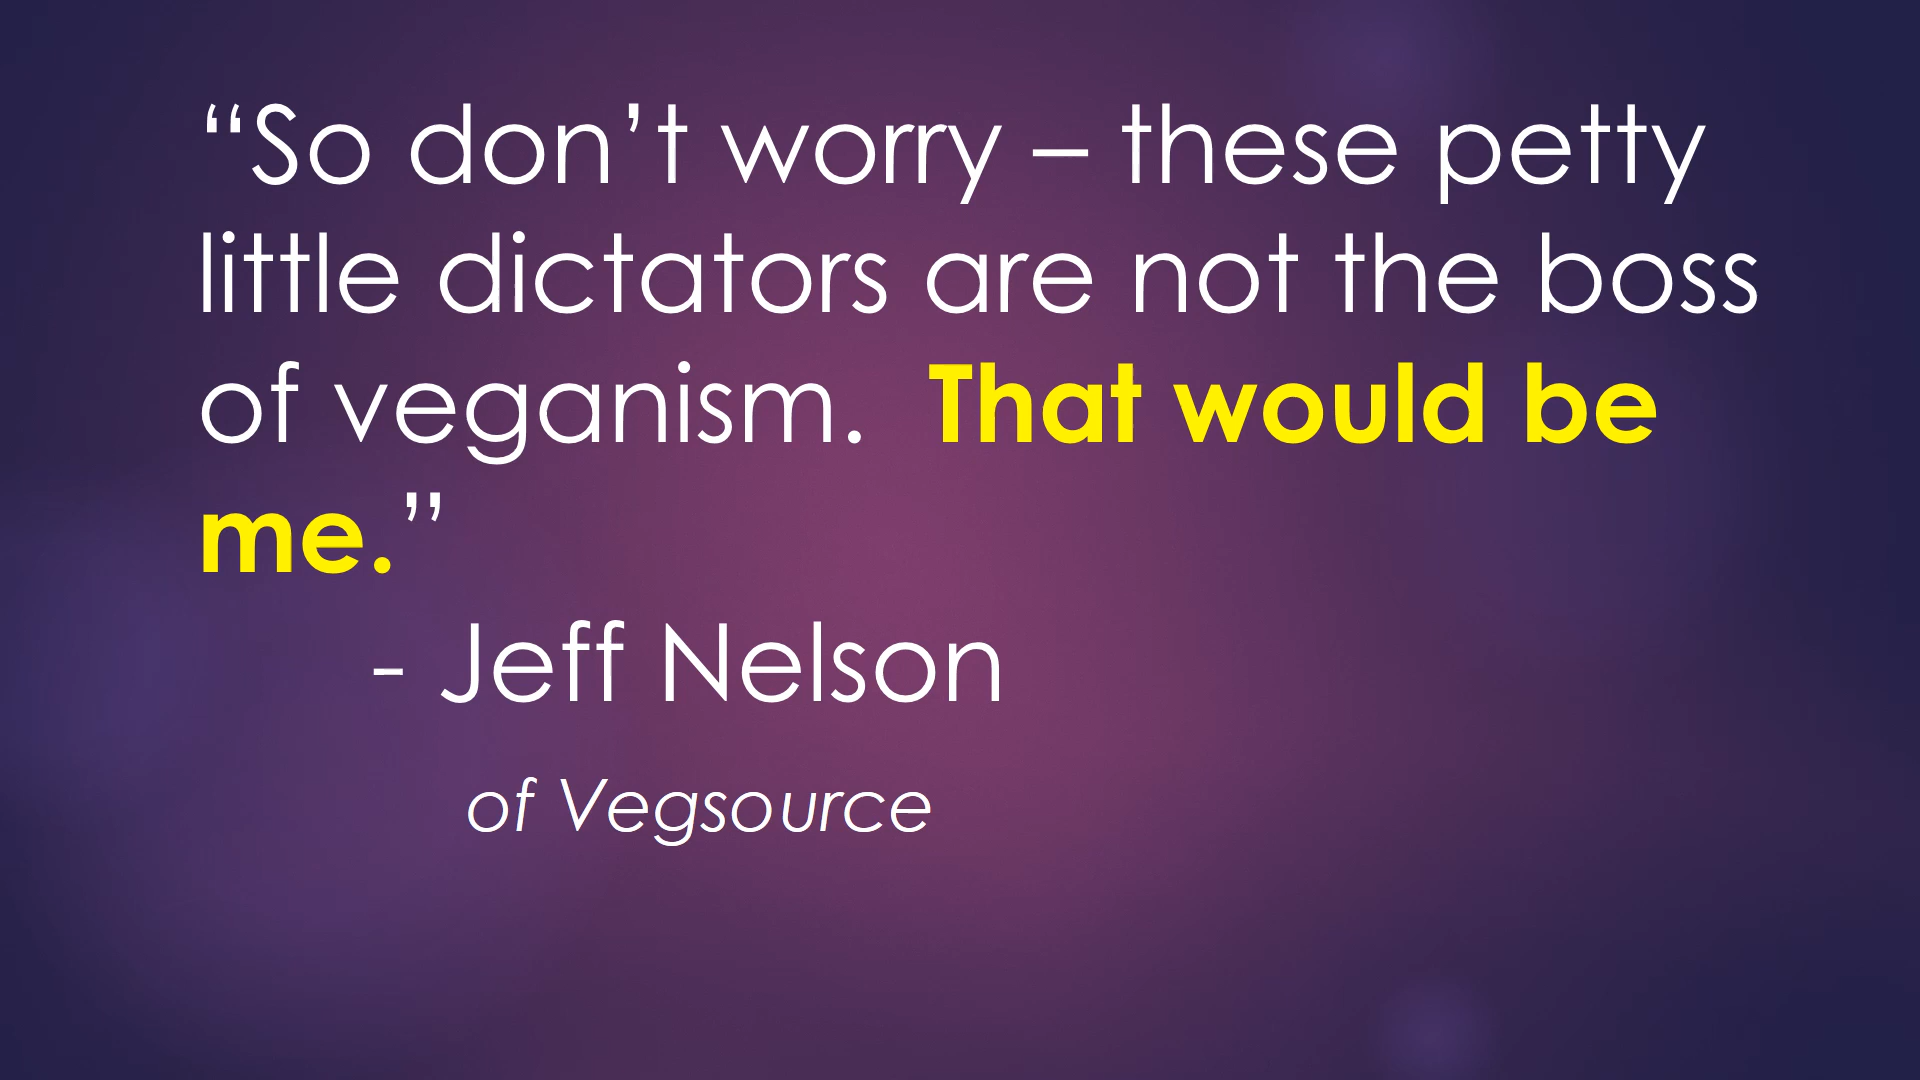 “So don’t worry – these petty
little dictators are not the boss
of veganism.  That would be
me.”
- Jeff Nelson
of Vegsource